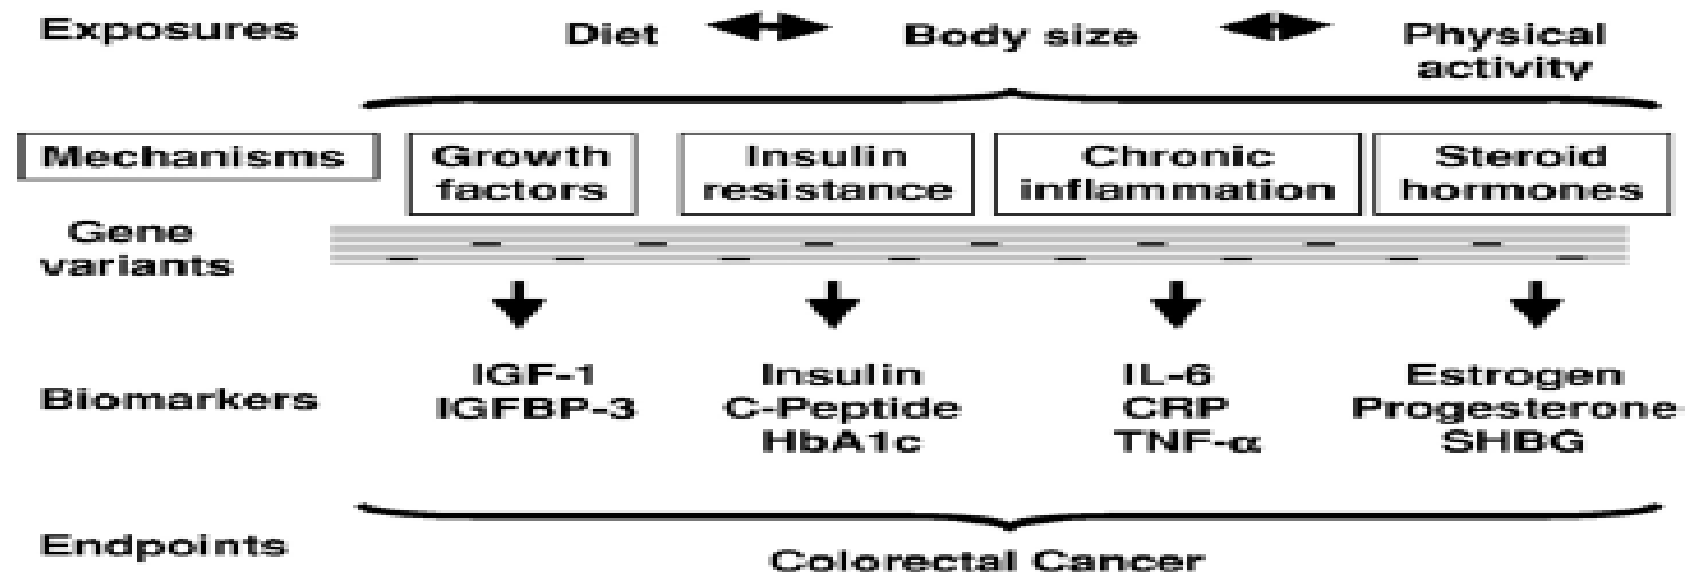 Exposures Diet Body size Physical
activity
Mechanisms Growth Insulin Chronic Steroid
factors resistance inflammation hormones
Gene
variants
IGF-1 Insulin IL-6 Estrogen
Biomarkers IGFBP-3 C-Peptide CRP Progesterone
HbA1c TNF-α SHBG
Endpoints
Colorectal Cancer